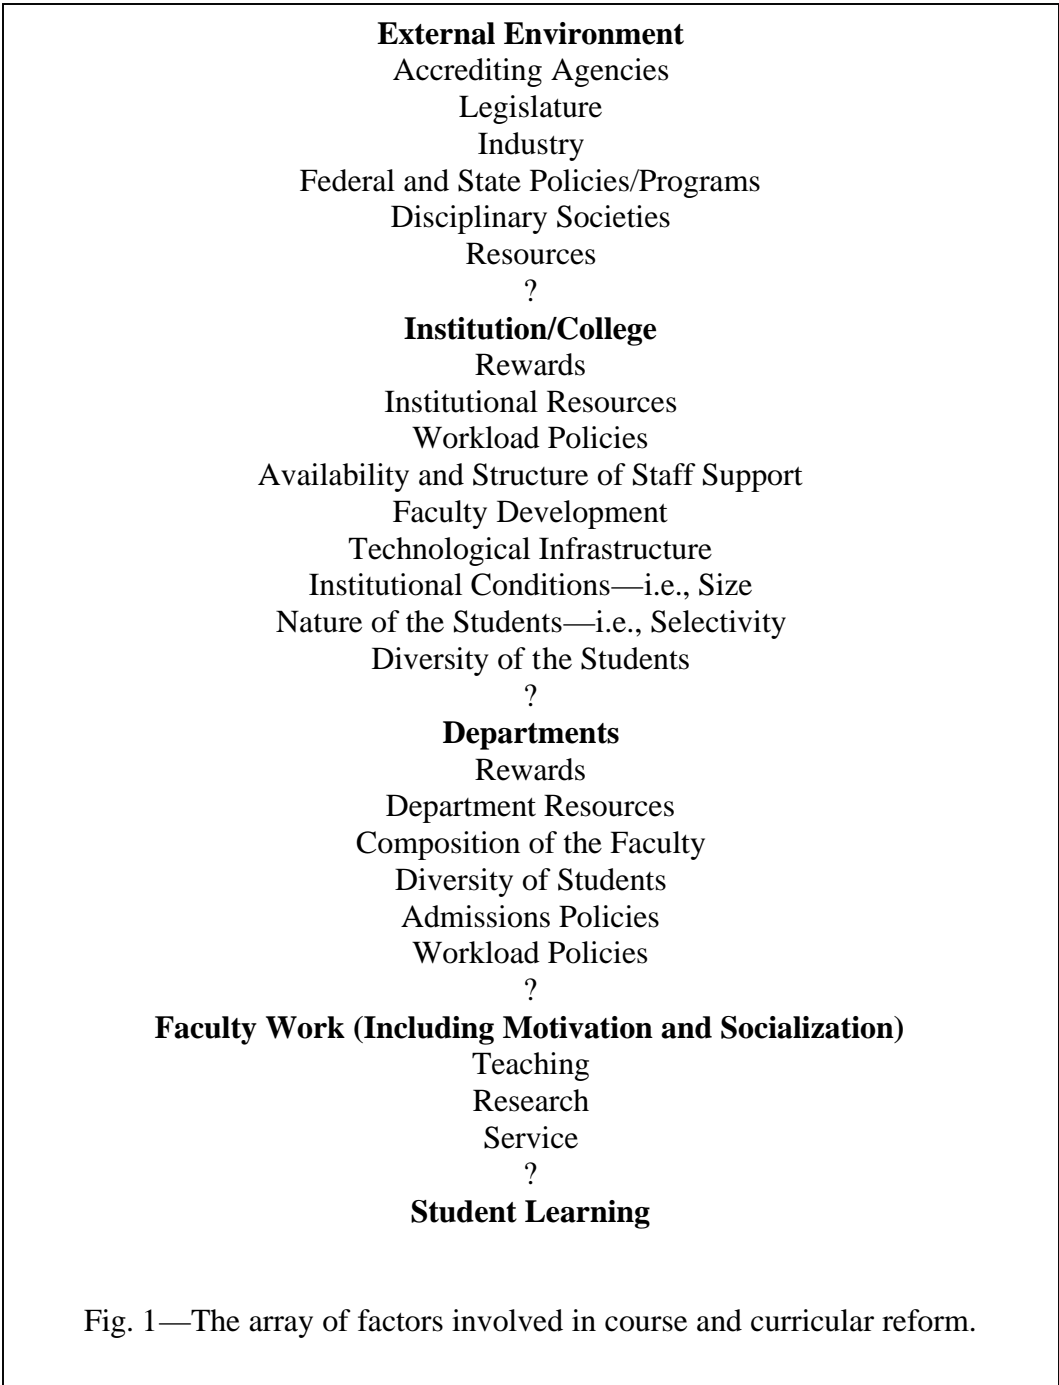 External Environment
Accrediting Agencies
Legislature
Industry
Federal and State Policies/Programs
Disciplinary Societies
Resources
?
Institution/College
Rewards
Institutional Resources
Workload Policies
Availability and Structure of Staff Support
Faculty Development
Technological Infrastructure
Institutional Conditions—i.e., Size
Nature of the Students—i.e., Selectivity
Diversity of the Students
?
Departments
Rewards
Department Resources
Composition of the Faculty
Diversity of Students
Admissions Policies
Workload Policies
?
Faculty Work (Including Motivation and Socialization)
Teaching
Research
Service
?
Student Learning
Fig. 1—The array of factors involved in course and curricular reform.